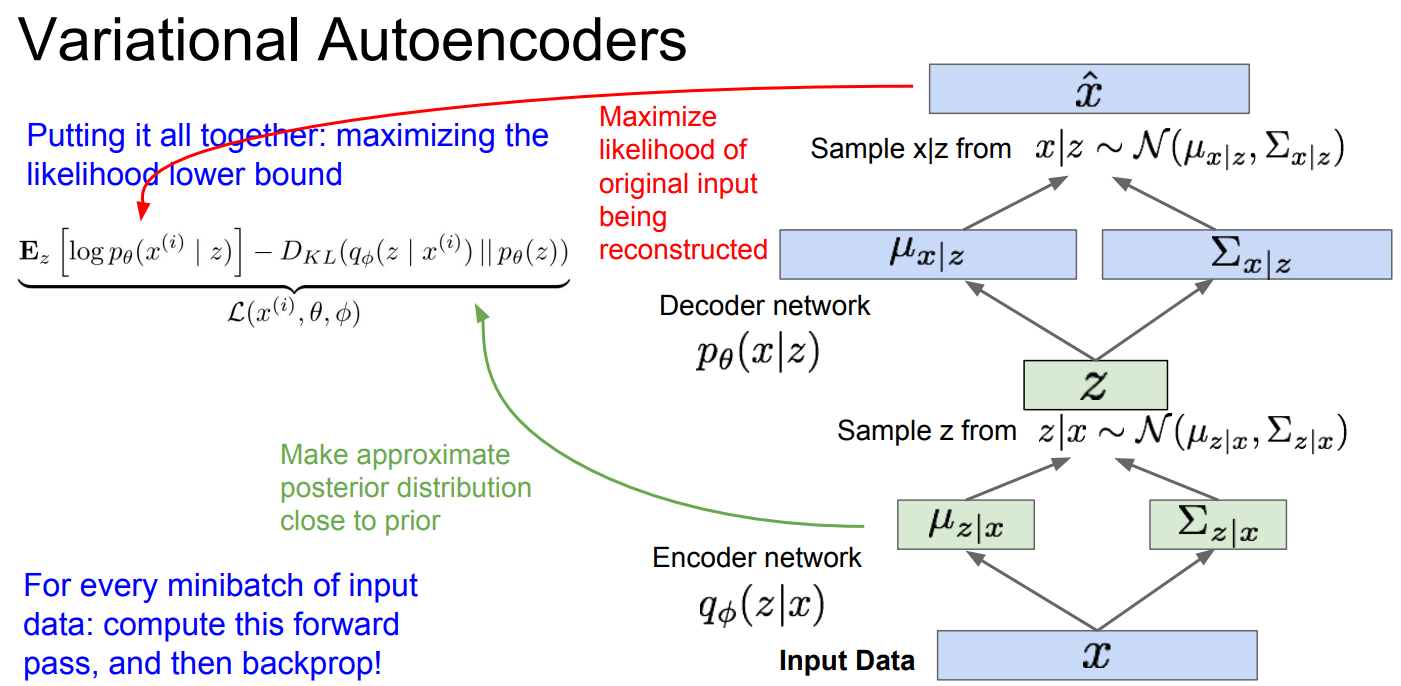 Variational Autoencoders
Putting it all together: maximizing the
likelihood lower bound
$\mathbf{E}_z \left[ \log p_\theta(x^{(i)} \mid z) \right] - D_{KL}(q_\phi(z \mid x^{(i)}) \,||\, p_\theta(z))$
$\mathcal{L}(x^{(i)}, \theta, \phi)$
Make approximate
posterior distribution
close to prior
For every minibatch of input
data: compute this forward
pass, and then backprop!
Maximize
likelihood of
original input
being
reconstructed
$\hat{x}$
Sample x|z from $x|z \sim \mathcal{N}(\mu_{x|z}, \Sigma_{x|z})$
$\mu_{x|z}$
$\Sigma_{x|z}$
Decoder network
$p_\theta(x|z)$
$z$
Sample z from $z|x \sim \mathcal{N}(\mu_{z|x}, \Sigma_{z|x})$
$\mu_{z|x}$
$\Sigma_{z|x}$
Encoder network
$q_\phi(z|x)$
Input Data $x$